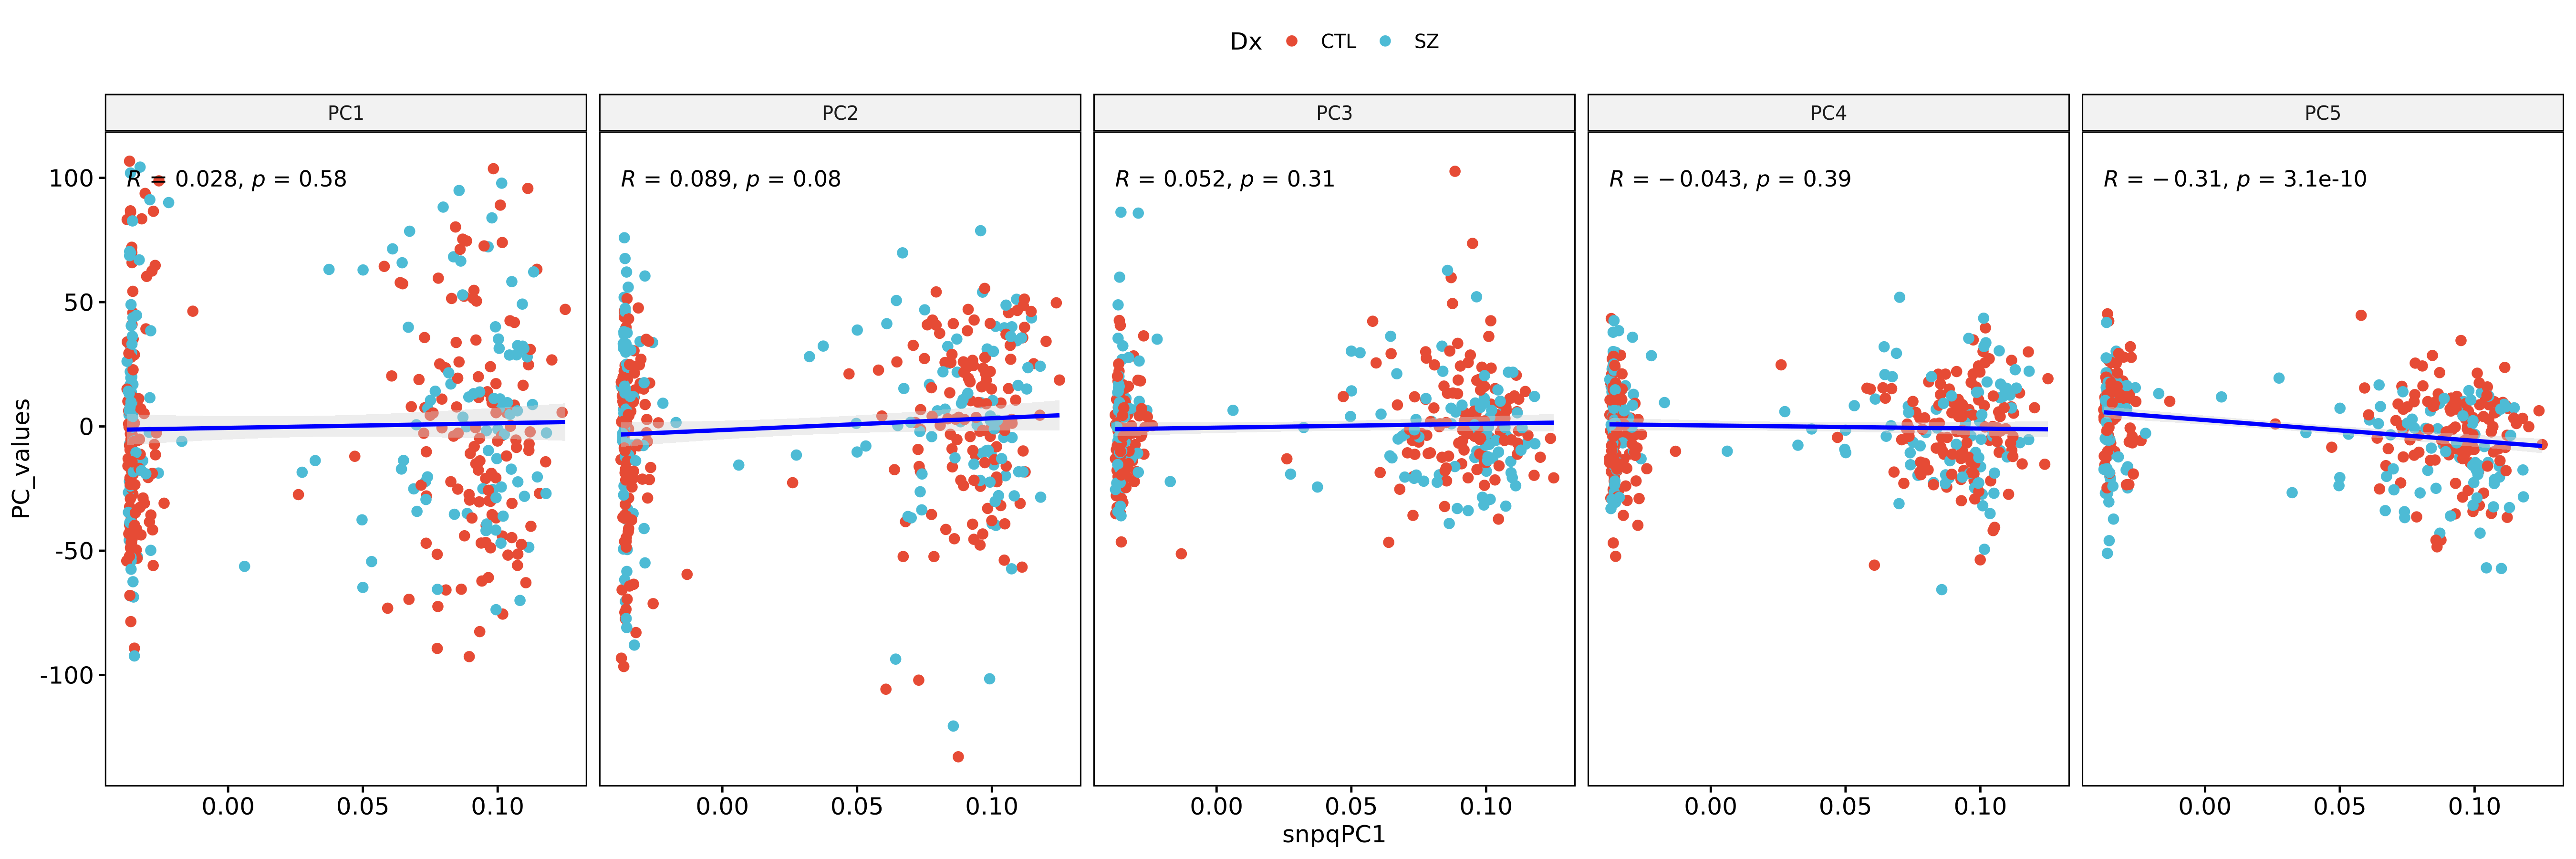 Dx CTL SZ
PC1 PC2 PC3 PC4 PC5
R = 0.028, p = 0.58 R = 0.089, p = 0.08 R = 0.052, p = 0.31 R = −0.043, p = 0.39 R = −0.31, p = 3.1e-10
100
50
0
-50
-100
PC_values
0.00 0.05 0.10 0.00 0.05 0.10 0.00 0.05 0.10 0.00 0.05 0.10 0.00 0.05 0.10
snpqPC1